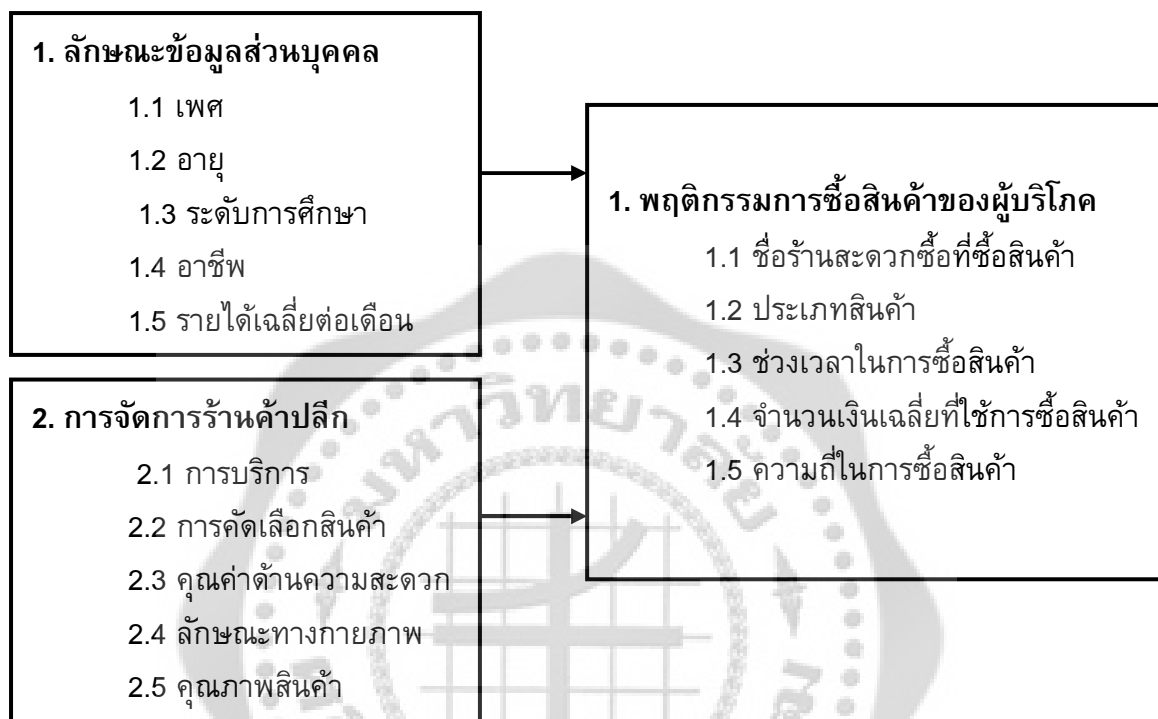 1. ลักษณะข้อมูลส่วนบุคคล
1.1 เพศ
1.2 อายุ
1.3 ระดับการศึกษา
1.4 อาชีพ
1.5 รายได้เฉลี่ยต่อเดือน
2. การจัดการร้านค้าปลีก
2.1 การบริการ
2.2 การคัดเลือกสินค้า
2.3 คุณค่าด้านความสะดวก
2.4 ลักษณะทางกายภาพ
2.5 คุณภาพสินค้า
1. พฤติกรรมการซื้อสินค้าของผู้บริโภค
1.1 ชื่อร้านสะดวกซื้อที่ซื้อสินค้า
1.2 ประเภทสินค้า
1.3 ช่วงเวลาในการซื้อสินค้า
1.4 จำนวนเงินเฉลี่ยที่ใช้การซื้อสินค้า
1.5 ความถี่ในการซื้อสินค้า
มหาวิทยาลัย